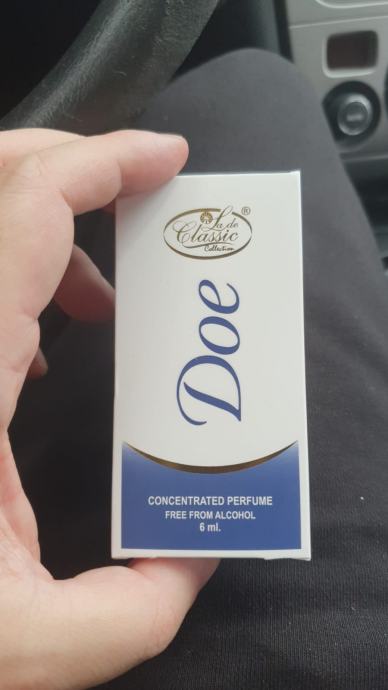 La de
Classic
Collection
®
Doe
CONCENTRATED PERFUME
FREE FROM ALCOHOL
6 ml.